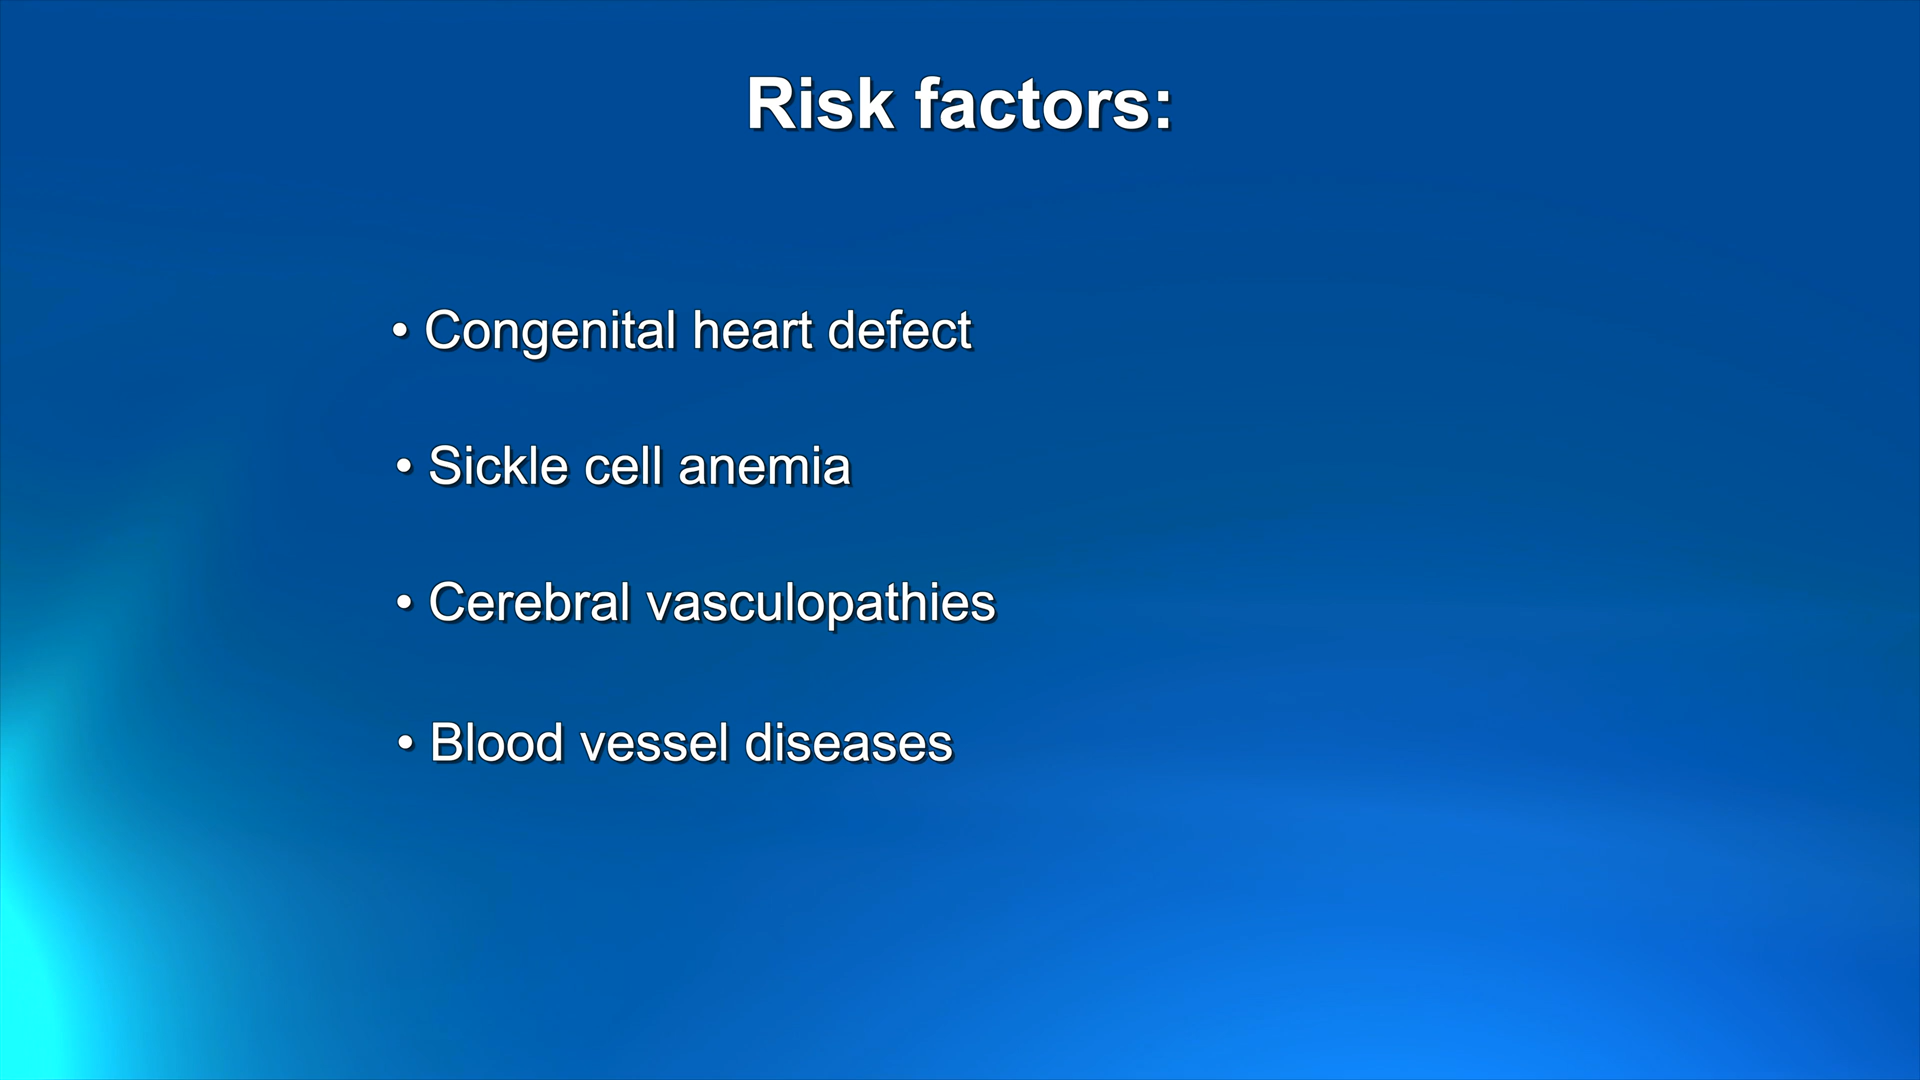 Risk factors:
• Congenital heart defect
• Sickle cell anemia
• Cerebral vasculopathies
• Blood vessel diseases